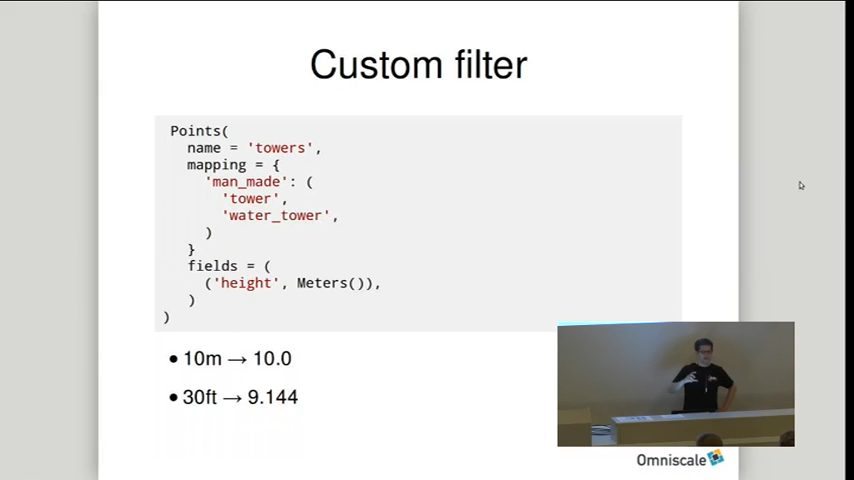 Custom filter
Points(
name = 'towers',
mapping = {
'man_made': (
'tower',
'water_tower',
)
}
fields = (
('height', Meters()),
)
)
• 10m → 10.0
• 30ft → 9.144
Omniscale